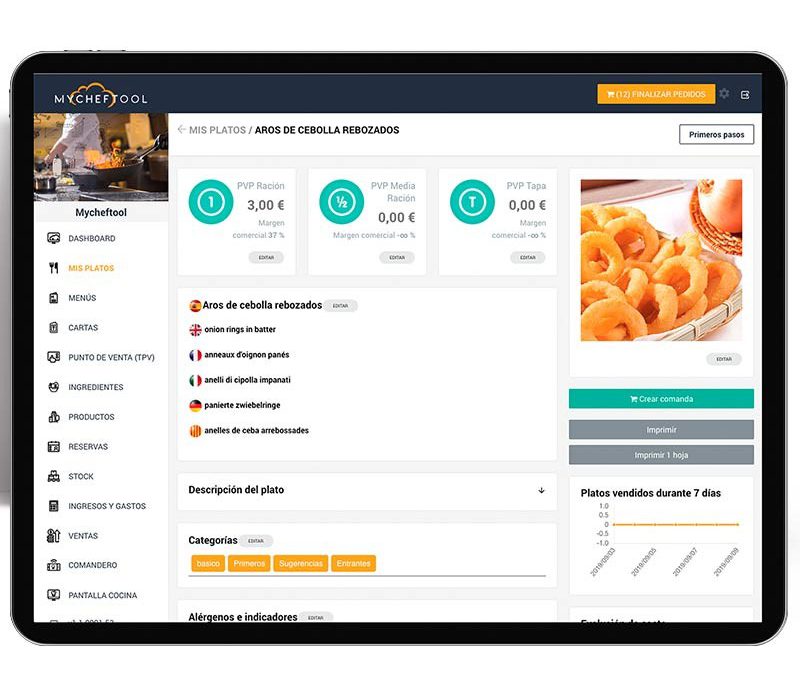 MYCHEFTOOL
(12) FINALIZAR PEDIDOS
MIS PLATOS / AROS DE CEBOLLA REBOZADOS
Primeros pasos
Mycheftool
DASHBOARD
MIS PLATOS
MENÚS
CARTAS
PUNTO DE VENTA (TPV)
INGREDIENTES
PRODUCTOS
RESERVAS
STOCK
INGRESOS Y GASTOS
VENTAS
COMANDERO
PANTALLA COCINA
1
PVP Ración
3,00 €
Margen
comercial 37 %
EDITAR
½
PVP Media
Ración
0,00 €
Margen comercial -∞ %
EDITAR
T
PVP Tapa
0,00 €
Margen
comercial -∞ %
EDITAR
Aros de cebolla rebozados EDITAR
onion rings in batter
anneaux d'oignon panés
anelli di cipolla impanati
panierte zwiebelringe
anelles de ceba arrebossades
Descripción del plato
Categorías EDITAR
basico Primeros Sugerencias Entrantes
Alérgenos e indicadores EDITAR
EDITAR
Crear comanda
Imprimir
Imprimir 1 hoja
Platos vendidos durante 7 días
1.0
0.5
0
-0.5
-1.0
2019/09/03
2019/09/05
2019/09/07
2019/09/09